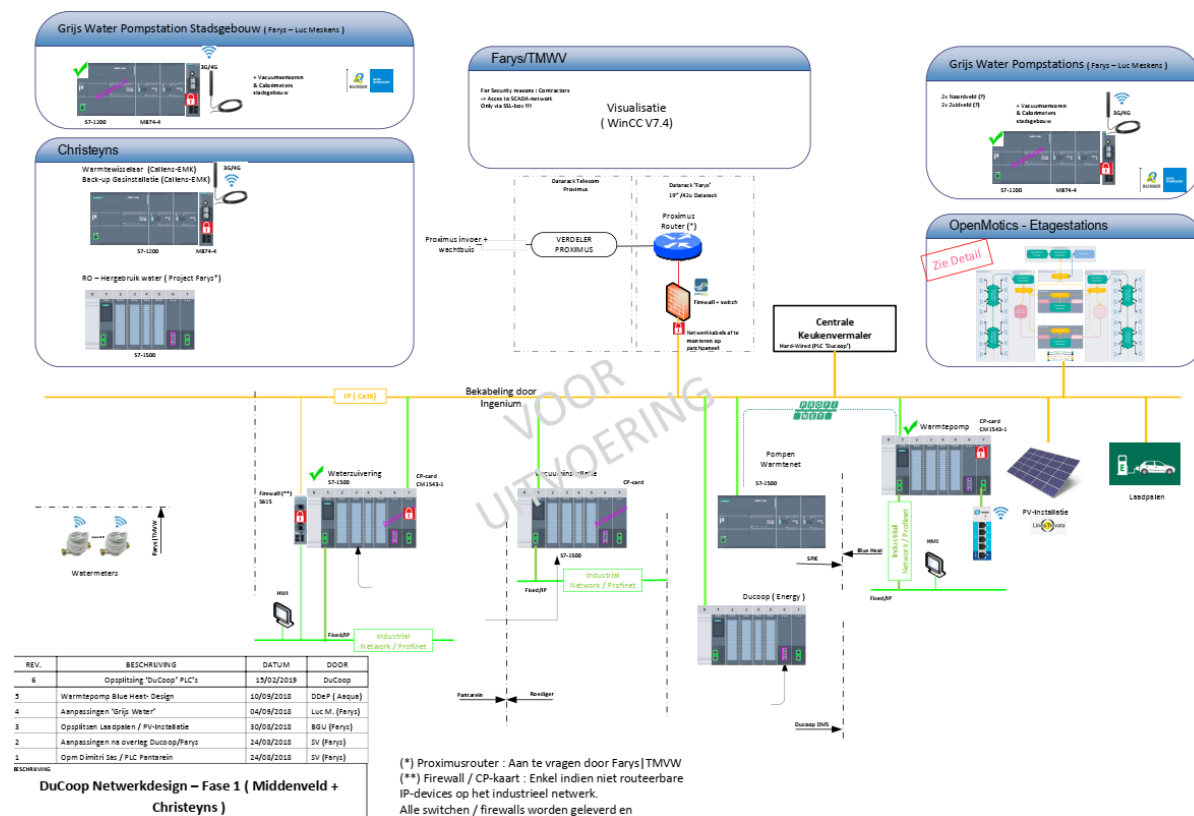 Grijs Water Pompstation Stadsgebouw ( Farys – Luc Meskens )
3G/4G
+ Vacuumsensoren
& Calorimeters
stadsgebouw
S7-1200
M874-4
Christeyns
Warmtewisselaar (Callens-EMK)
Back-up Gasinstallatie (Callens-EMK)
3G/4G
S7-1200
M874-4
RO – Hergebruik water ( Project Farys*)
S7-1500
Farys/TMWV
For Security reasons : Contractors
-> Acces to SCADA-network
Only via SSL-box !!!!
Visualisatie
( WinCC V7.4)
Datarack Telecom
Proximus
Datarack 'Farys'
19" /42u Datarack
Proximus
Router (*)
Proximus invoer +
wachtbuis
VERDELER
PROXIMUS
Firewall + switch
Netwerkkabels af te
monteren op
patchpaneel
Grijs Water Pompstations ( Farys – Luc Meskens )
2x Noordveld (?)
2x Zuidveld (?)
+ Vacuumsensoren
& Calorimeters
stadsgebouw
3G/4G
S7-1200
M874-4
OpenMotics - Etagestations
Zie Detail
Centrale
Keukenvermaler
Hard-Wired (PLC 'Ducoop')
IP ( Cat6)
Bekabeling door
Ingenium
VOOR
UITVOERING
PROFI
NET
Waterzuivering
S7-1500
CP-card
CM1543-1
Firewall (**)
S615
CP-card
S7-1500
Pompen
Warmtenet
S7-1500
Warmtepomp
CP-card
CM1543-1
PV-Installatie
Laadpalen
Farys|TMVW
Watermeters
HMI
Fixed/IP
Industrial
Network / Profinet
Fixed/IP
Industrial
Network / Profinet
SPIE
Blue Heat
Industrial
Network / Profinet
HMI
Fixed/IP
Ducoop ( Energy )
Pantarein
Roediger
Ducoop DMS
REV. BESCHRIJVING DATUM DOOR
6 Opsplitsing 'DuCoop' PLC's 15/02/2019 DuCoop
5 Warmtepomp Blue Heat- Design 10/09/2018 DDeP ( Aaqua)
4 Aanpassingen 'Grijs Water' 04/09/2018 Luc M. (Farys)
3 Opsplitsen Laadpalen / PV-Installatie 30/08/2018 BGU (Farys)
2 Aanpassingen na overleg Ducoop/Farys 24/08/2018 SV (Farys)
1 Opm Dimitri Sas / PLC Pantarein 24/08/2018 SV (Farys)
BESCHRIJVING
DuCoop Netwerkdesign – Fase 1 ( Middenveld +
Christeyns )
(*) Proximusrouter : Aan te vragen door Farys|TMVW
(**) Firewall / CP-kaart : Enkel indien niet routeerbare
IP-devices op het industrieel netwerk.
Alle switchen / firewalls worden geleverd en